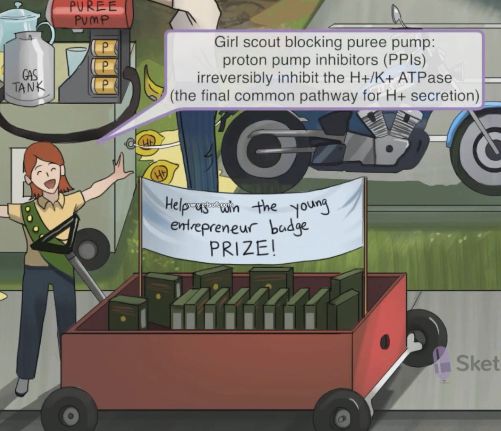 PUREE
PUMP
P
P
P
GAS
TANK
Girl scout blocking puree pump:
proton pump inhibitors (PPIs)
irreversibly inhibit the H+/K+ ATPase
(the final common pathway for H+ secretion)
H+
H+
Help us win the young
entrepreneur badge
PRIZE!
Sket